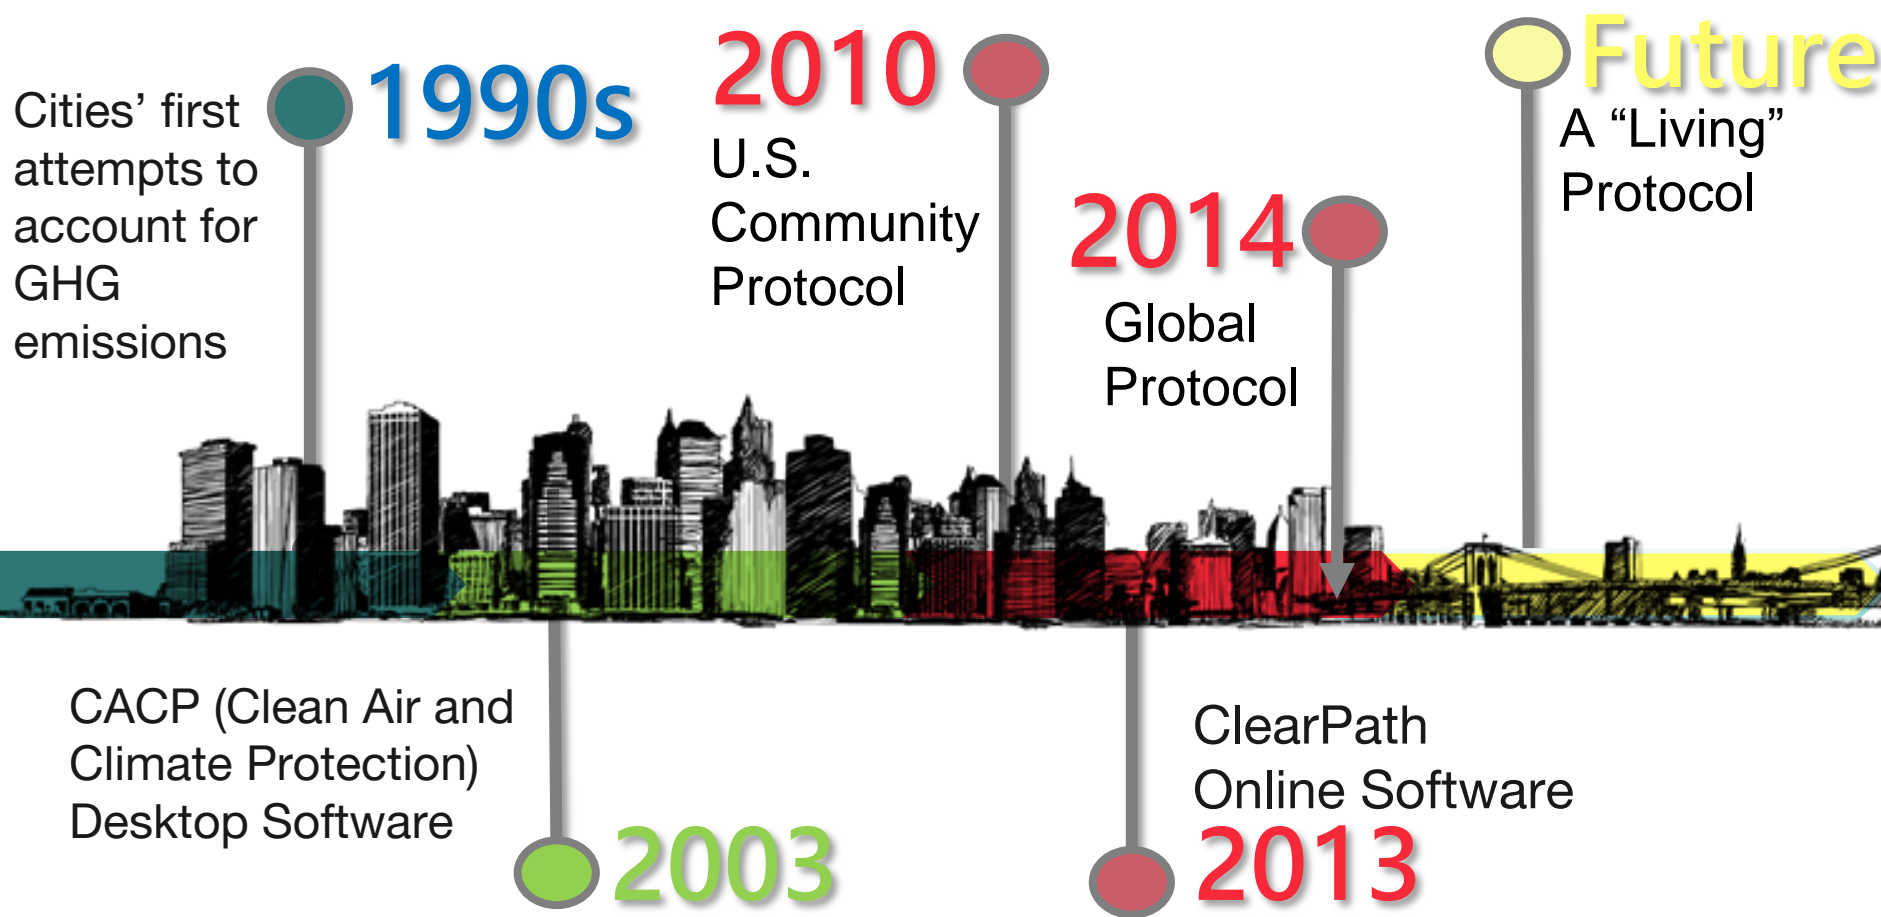 1990s
Cities’ first
attempts to
account for
GHG
emissions
CACP (Clean Air and
Climate Protection)
Desktop Software
2003
2010
U.S.
Community
Protocol
ClearPath
Online Software
2013
2014
Global
Protocol
Future
A “Living”
Protocol